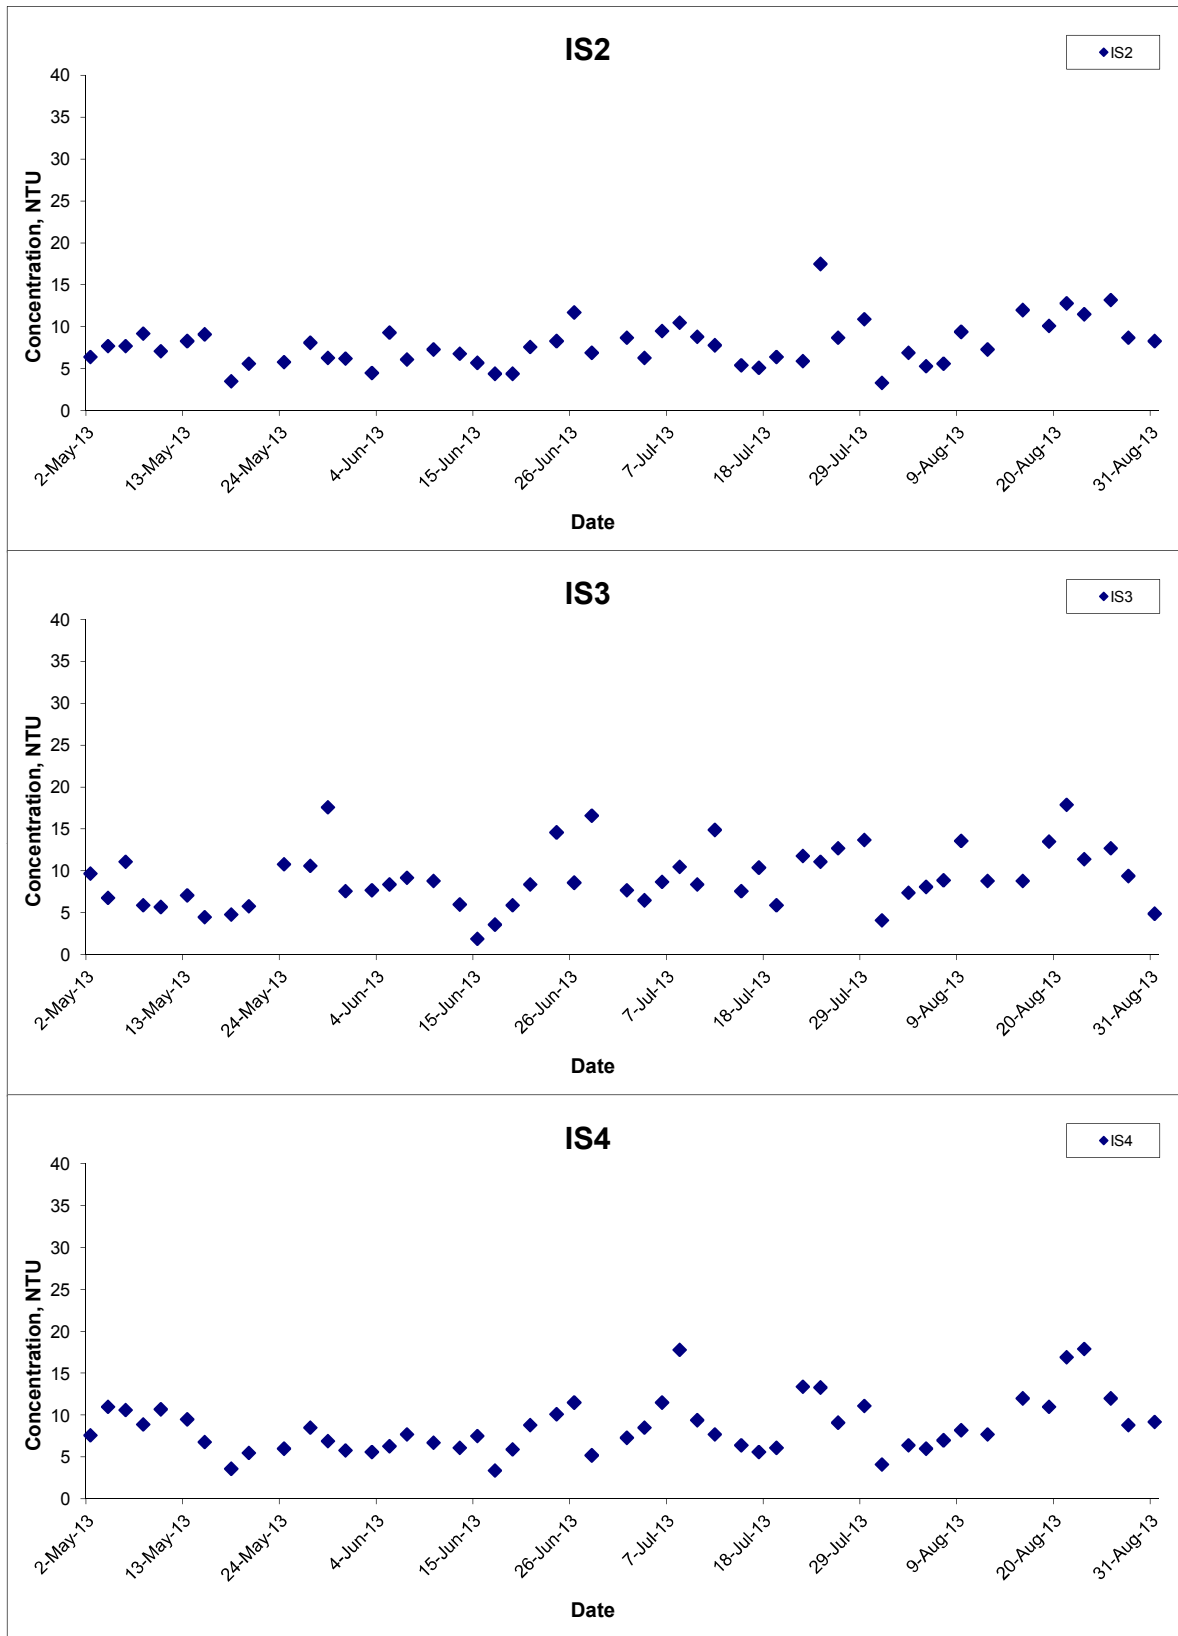 IS2
IS2
40
35
30
25
20
15
10
5
0
Concentration, NTU
2-May-13
13-May-13
24-May-13
4-Jun-13
15-Jun-13
26-Jun-13
7-Jul-13
18-Jul-13
29-Jul-13
9-Aug-13
20-Aug-13
31-Aug-13
Date
IS3
IS3
40
35
30
25
20
15
10
5
0
Concentration, NTU
2-May-13
13-May-13
24-May-13
4-Jun-13
15-Jun-13
26-Jun-13
7-Jul-13
18-Jul-13
29-Jul-13
9-Aug-13
20-Aug-13
31-Aug-13
Date
IS4
IS4
40
35
30
25
20
15
10
5
0
Concentration, NTU
2-May-13
13-May-13
24-May-13
4-Jun-13
15-Jun-13
26-Jun-13
7-Jul-13
18-Jul-13
29-Jul-13
9-Aug-13
20-Aug-13
31-Aug-13
Date